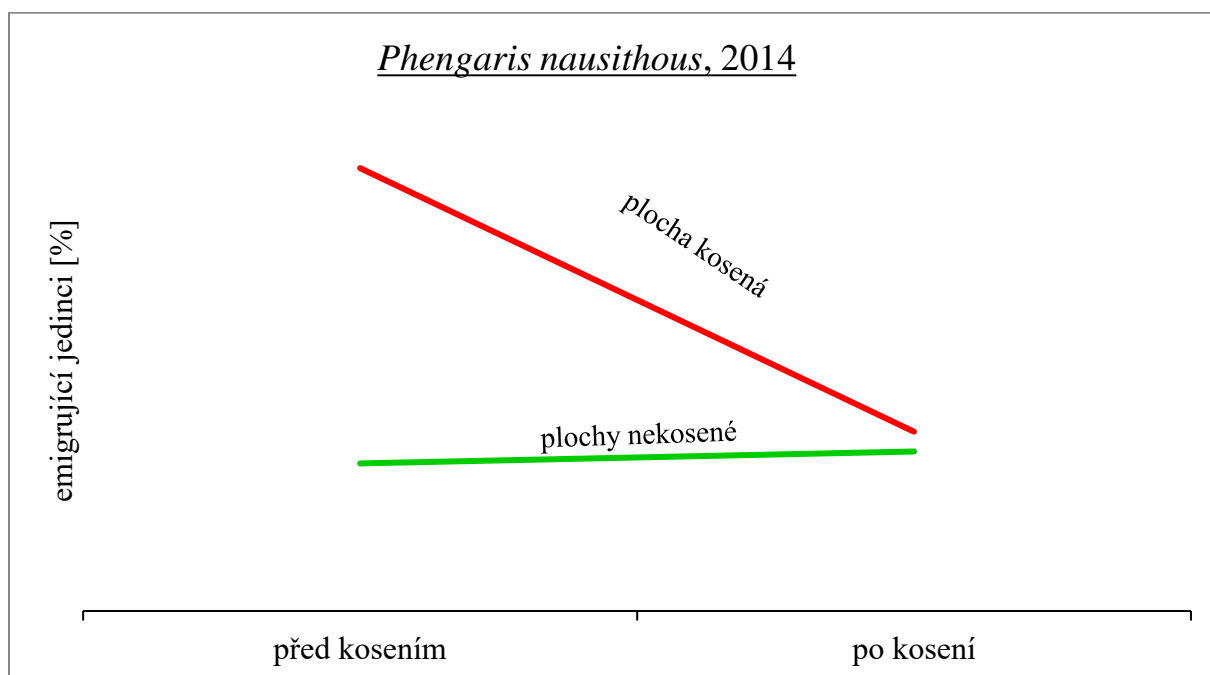 Phengaris nausithous, 2014
plocha kosená
emigrující jedinci [%]
plochy nekosené
před kosením
po kosení